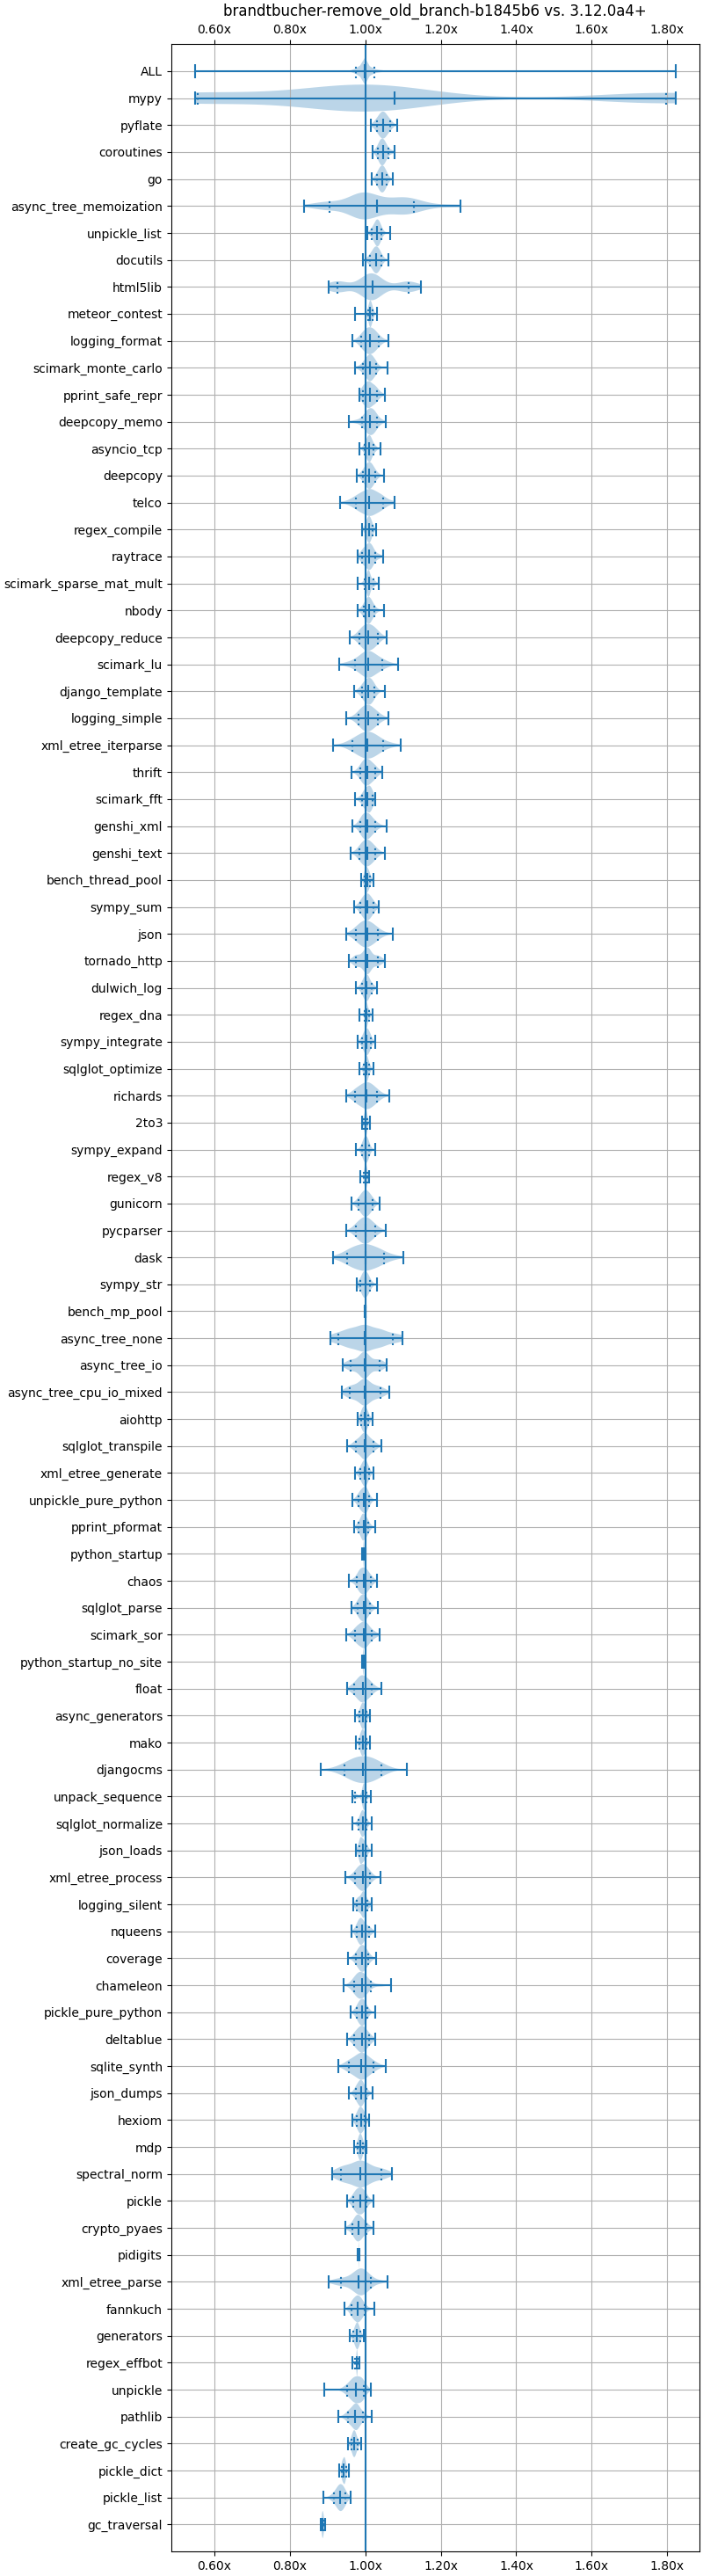 brandtbucher-remove_old_branch-b1845b6 vs. 3.12.0a4+
0.60x 0.80x 1.00x 1.20x 1.40x 1.60x 1.80x
ALL
mypy
pyflate
coroutines
go
async_tree_memoization
unpickle_list
docutils
html5lib
meteor_contest
logging_format
scimark_monte_carlo
pprint_safe_repr
deepcopy_memo
asyncio_tcp
deepcopy
telco
regex_compile
raytrace
scimark_sparse_mat_mult
nbody
deepcopy_reduce
scimark_lu
django_template
logging_simple
xml_etree_iterparse
thrift
scimark_fft
genshi_xml
genshi_text
bench_thread_pool
sympy_sum
json
tornado_http
dulwich_log
regex_dna
sympy_integrate
sqlglot_optimize
richards
2to3
sympy_expand
regex_v8
gunicorn
pycparser
dask
sympy_str
bench_mp_pool
async_tree_none
async_tree_io
async_tree_cpu_io_mixed
aiohttp
sqlglot_transpile
xml_etree_generate
unpickle_pure_python
pprint_pformat
python_startup
chaos
sqlglot_parse
scimark_sor
python_startup_no_site
float
async_generators
mako
djangocms
unpack_sequence
sqlglot_normalize
json_loads
xml_etree_process
logging_silent
nqueens
coverage
chameleon
pickle_pure_python
deltablue
sqlite_synth
json_dumps
hexiom
mdp
spectral_norm
pickle
crypto_pyaes
pidigits
xml_etree_parse
fannkuch
generators
regex_effbot
unpickle
pathlib
create_gc_cycles
pickle_dict
pickle_list
gc_traversal
0.60x 0.80x 1.00x 1.20x 1.40x 1.60x 1.80x